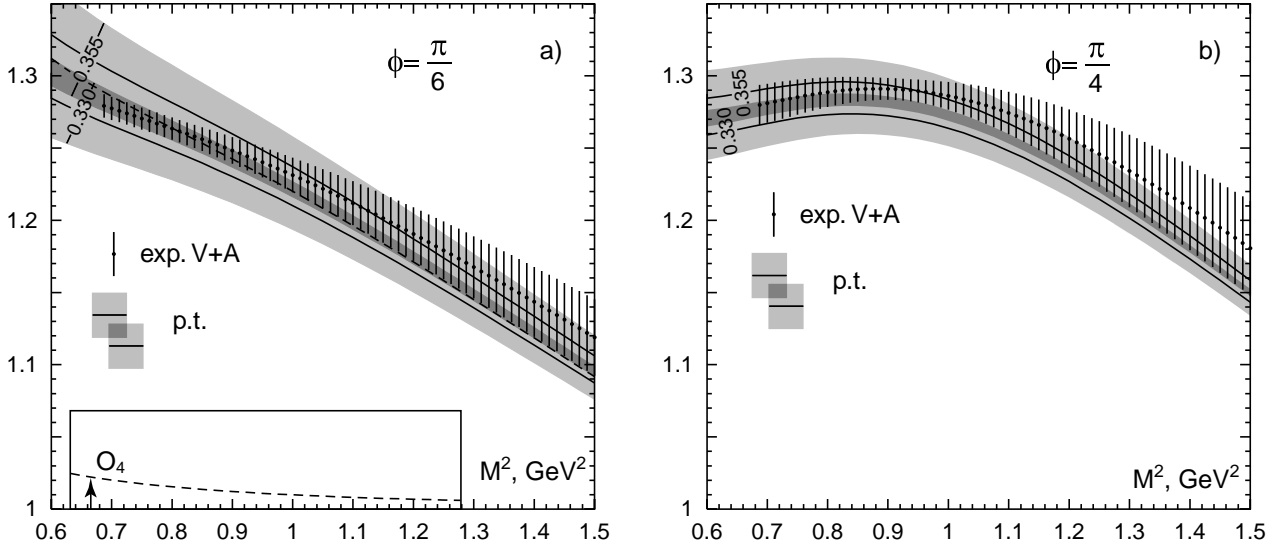 a)
ϕ= π/6
1.3
1.2
1.1
1
−0.355
−0.330
exp. V+A
p.t.
O₄
M², GeV²
0.6 0.7 0.8 0.9 1 1.1 1.2 1.3 1.4 1.5
b)
ϕ= π/4
1.3
1.2
1.1
1
0.355
0.330
exp. V+A
p.t.
M², GeV²
0.6 0.7 0.8 0.9 1 1.1 1.2 1.3 1.4 1.5